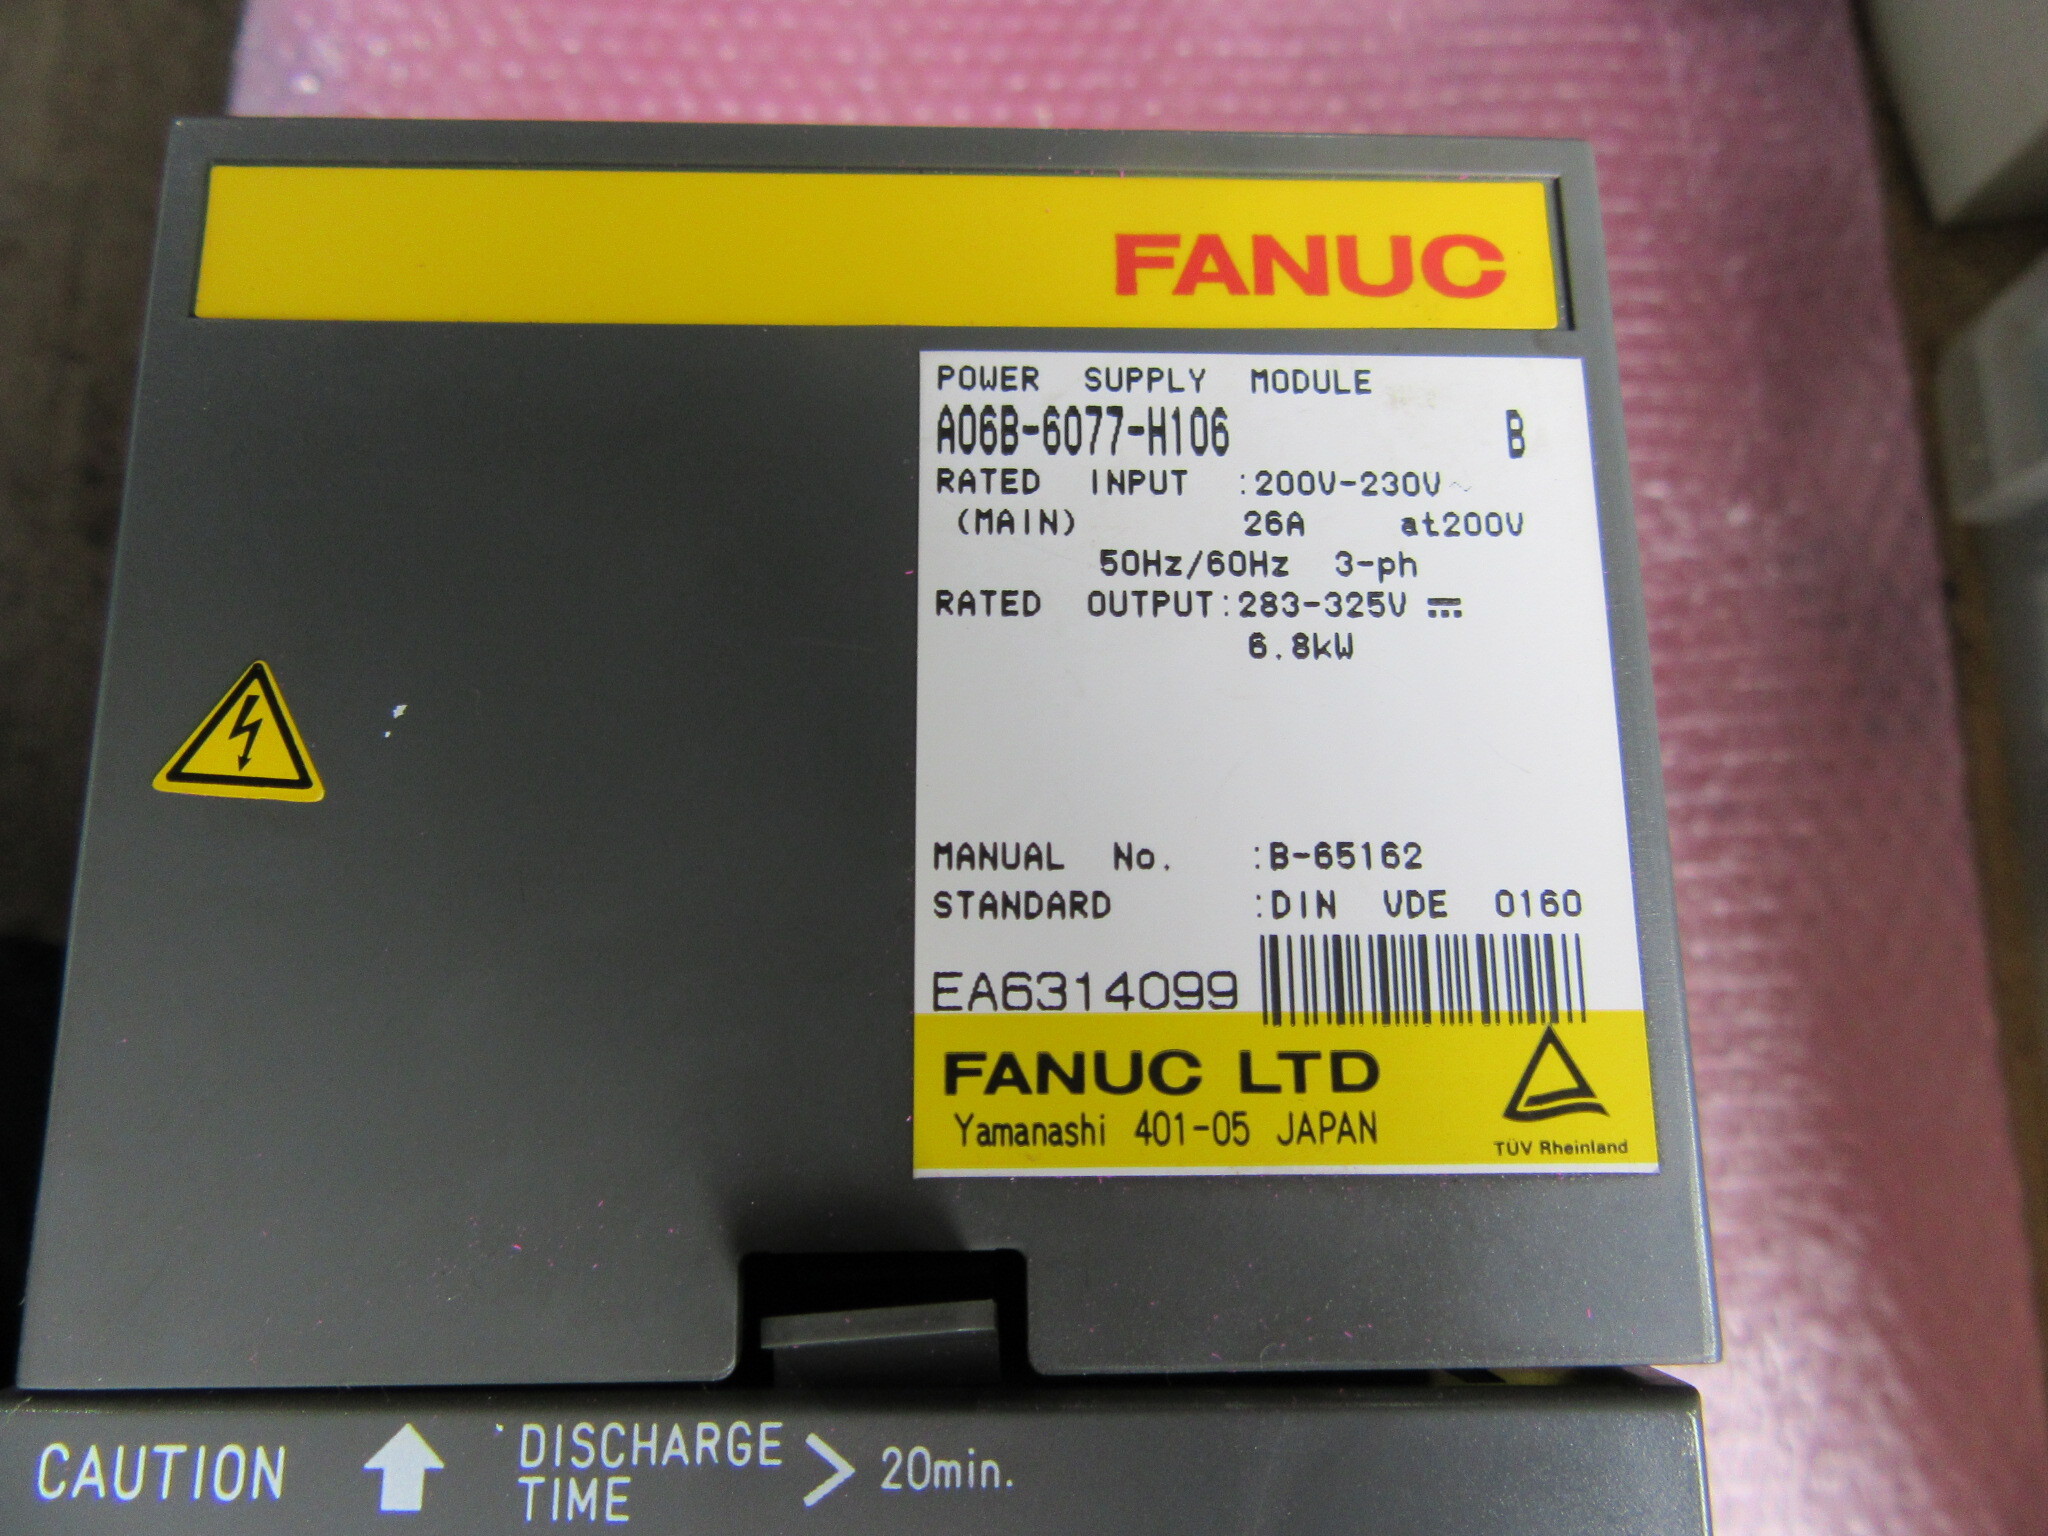 FANUC
POWER SUPPLY MODULE
A06B-6077-H106 B
RATED INPUT :200V-230V~
(MAIN) 26A at200V
50Hz/60Hz 3-ph
RATED OUTPUT:283-325V ⎓
6.8kW
MANUAL No. :B-65162
STANDARD :DIN VDE 0160
EA6314099
FANUC LTD
Yamanashi 401-05 JAPAN
TÜV Rheinland
CAUTION ↑ DISCHARGE TIME > 20min.